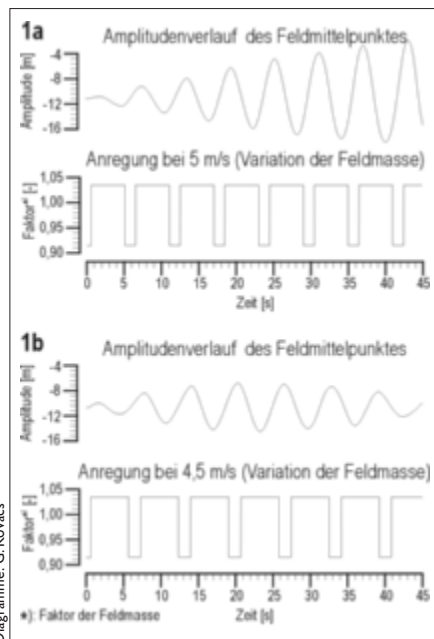 1a
Amplitudenverlauf des Feldmittelpunktes
Amplitude [m]
-4
-8
-12
-16
Anregung bei 5 m/s (Variation der Feldmasse)
Faktor*) [-]
1,05
1,00
0,95
0,90
0 5 10 15 20 25 30 35 40 45
Zeit [s]
1b
Amplitudenverlauf des Feldmittelpunktes
Amplitude [m]
-4
-8
-12
-16
Anregung bei 4,5 m/s (Variation der Feldmasse)
Faktor*) [-]
1,05
1,00
0,95
0,90
0 5 10 15 20 25 30 35 40 45
*): Faktor der Feldmasse Zeit [s]
Diagramme: G. Kovacs